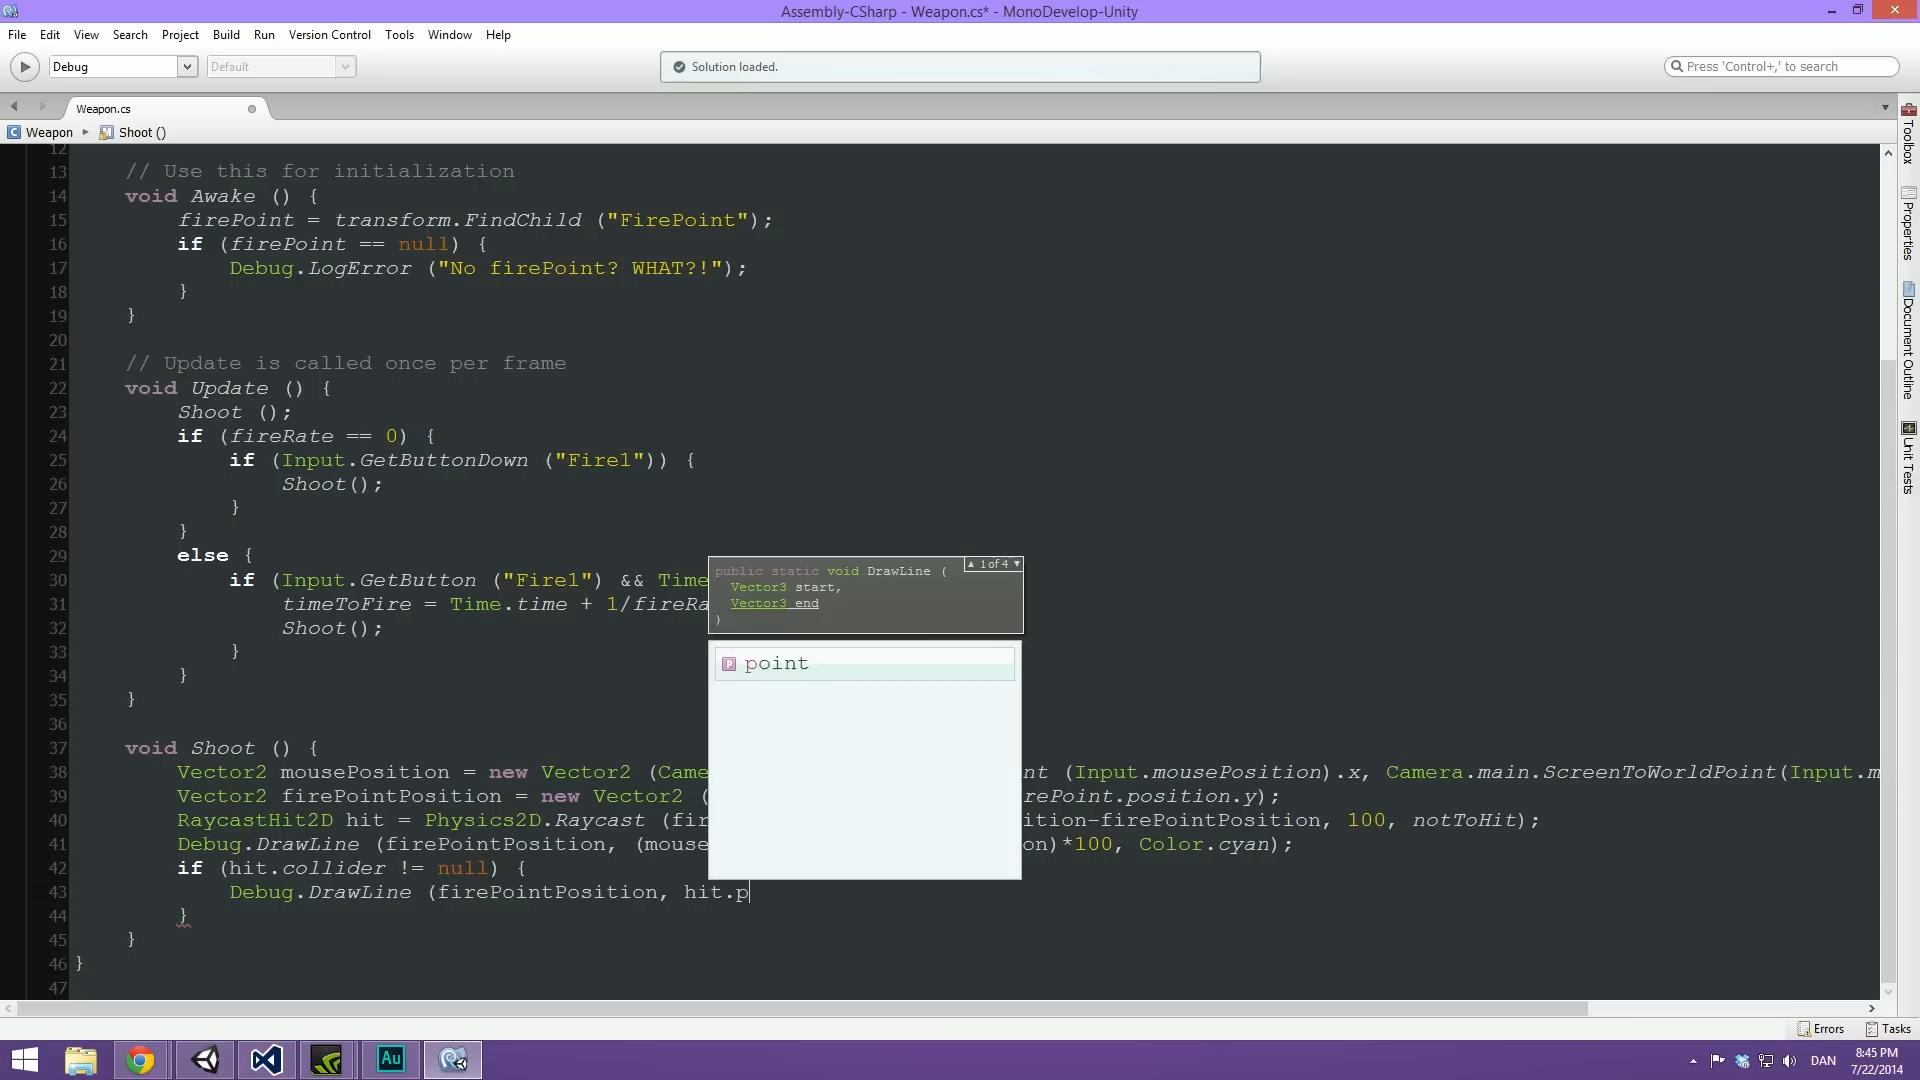 Assembly-CSharp - Weapon.cs* - MonoDevelop-Unity
File Edit View Search Project Build Run Version Control Tools Window Help
Debug Default Solution loaded. Press 'Control+,' to search
Weapon.cs
Weapon Shoot ()
12
13 // Use this for initialization
14 void Awake () {
15 firePoint = transform.FindChild ("FirePoint");
16 if (firePoint == null) {
17 Debug.LogError ("No firePoint? WHAT?!");
18 }
19 }
20
21 // Update is called once per frame
22 void Update () {
23 Shoot ();
24 if (fireRate == 0) {
25 if (Input.GetButtonDown ("Fire1")) {
26 Shoot();
27 }
28 }
29 else {
30 if (Input.GetButton ("Fire1") && Time
31 timeToFire = Time.time + 1/fireRa
32 Shoot();
33 }
34 }
35 }
36
37 void Shoot () {
38 Vector2 mousePosition = new Vector2 (Came nt (Input.mousePosition).x, Camera.main.ScreenToWorldPoint(Input.m
39 Vector2 firePointPosition = new Vector2 ( rePoint.position.y);
40 RaycastHit2D hit = Physics2D.Raycast (fir ition-firePointPosition, 100, notToHit);
41 Debug.DrawLine (firePointPosition, (mouse on)*100, Color.cyan);
42 if (hit.collider != null) {
43 Debug.DrawLine (firePointPosition, hit.p
44 }
45 }
46 }
47
public static void DrawLine (
▲ 1 of 4 ▼
Vector3 start,
Vector3 end
)
point
Toolbox
Properties
Document Outline
Unit Tests
Errors Tasks
Au
DAN
8:45 PM
7/22/2014